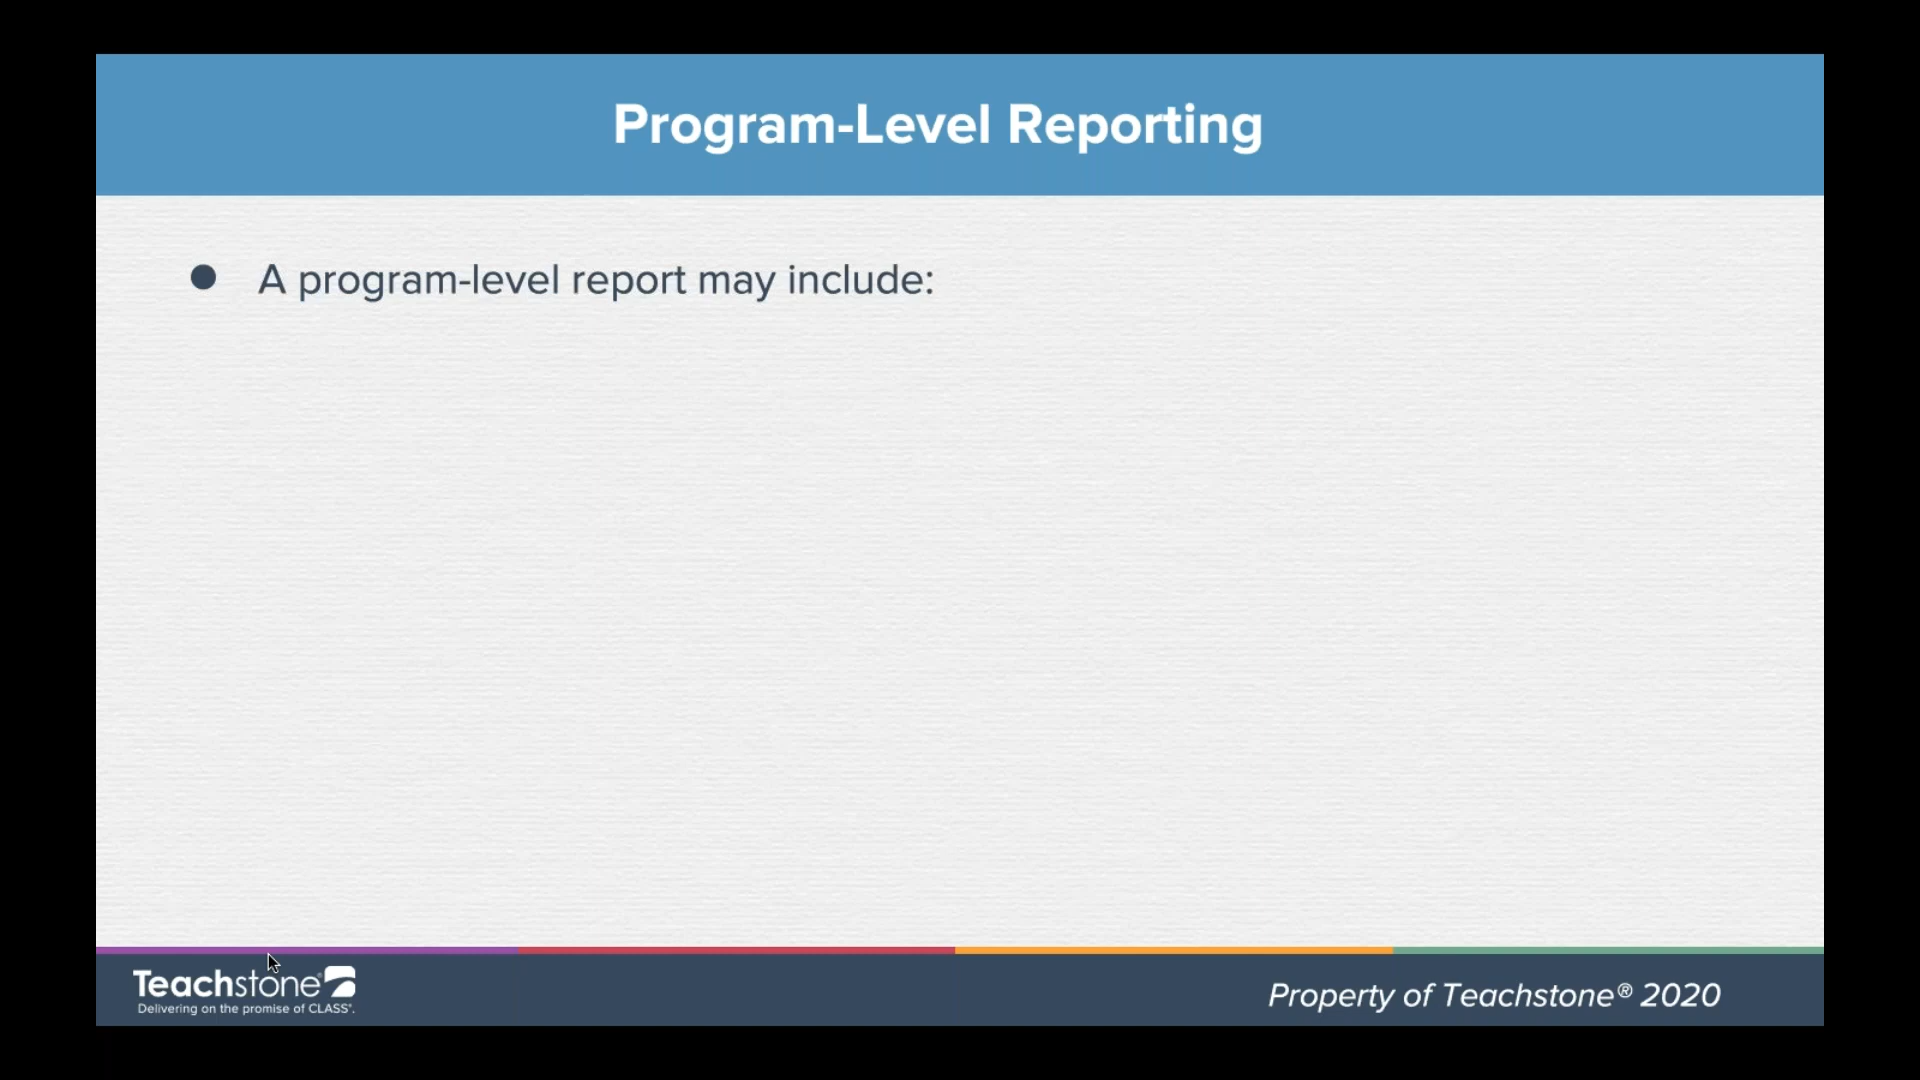 Program-Level Reporting
● A program-level report may include:
Teachstone®
Delivering on the promise of CLASS®.
Property of Teachstone® 2020